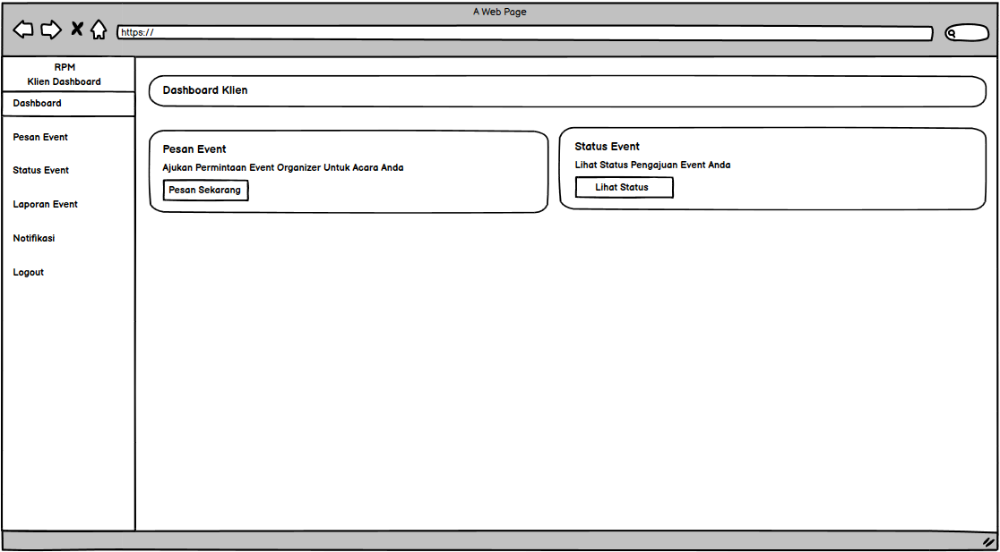 A Web Page
https://
RPM
Klien Dashboard
Dashboard
Pesan Event
Status Event
Laporan Event
Notifikasi
Logout
Dashboard Klien
Pesan Event
Ajukan Permintaan Event Organizer Untuk Acara Anda
Pesan Sekarang
Status Event
Lihat Status Pengajuan Event Anda
Lihat Status